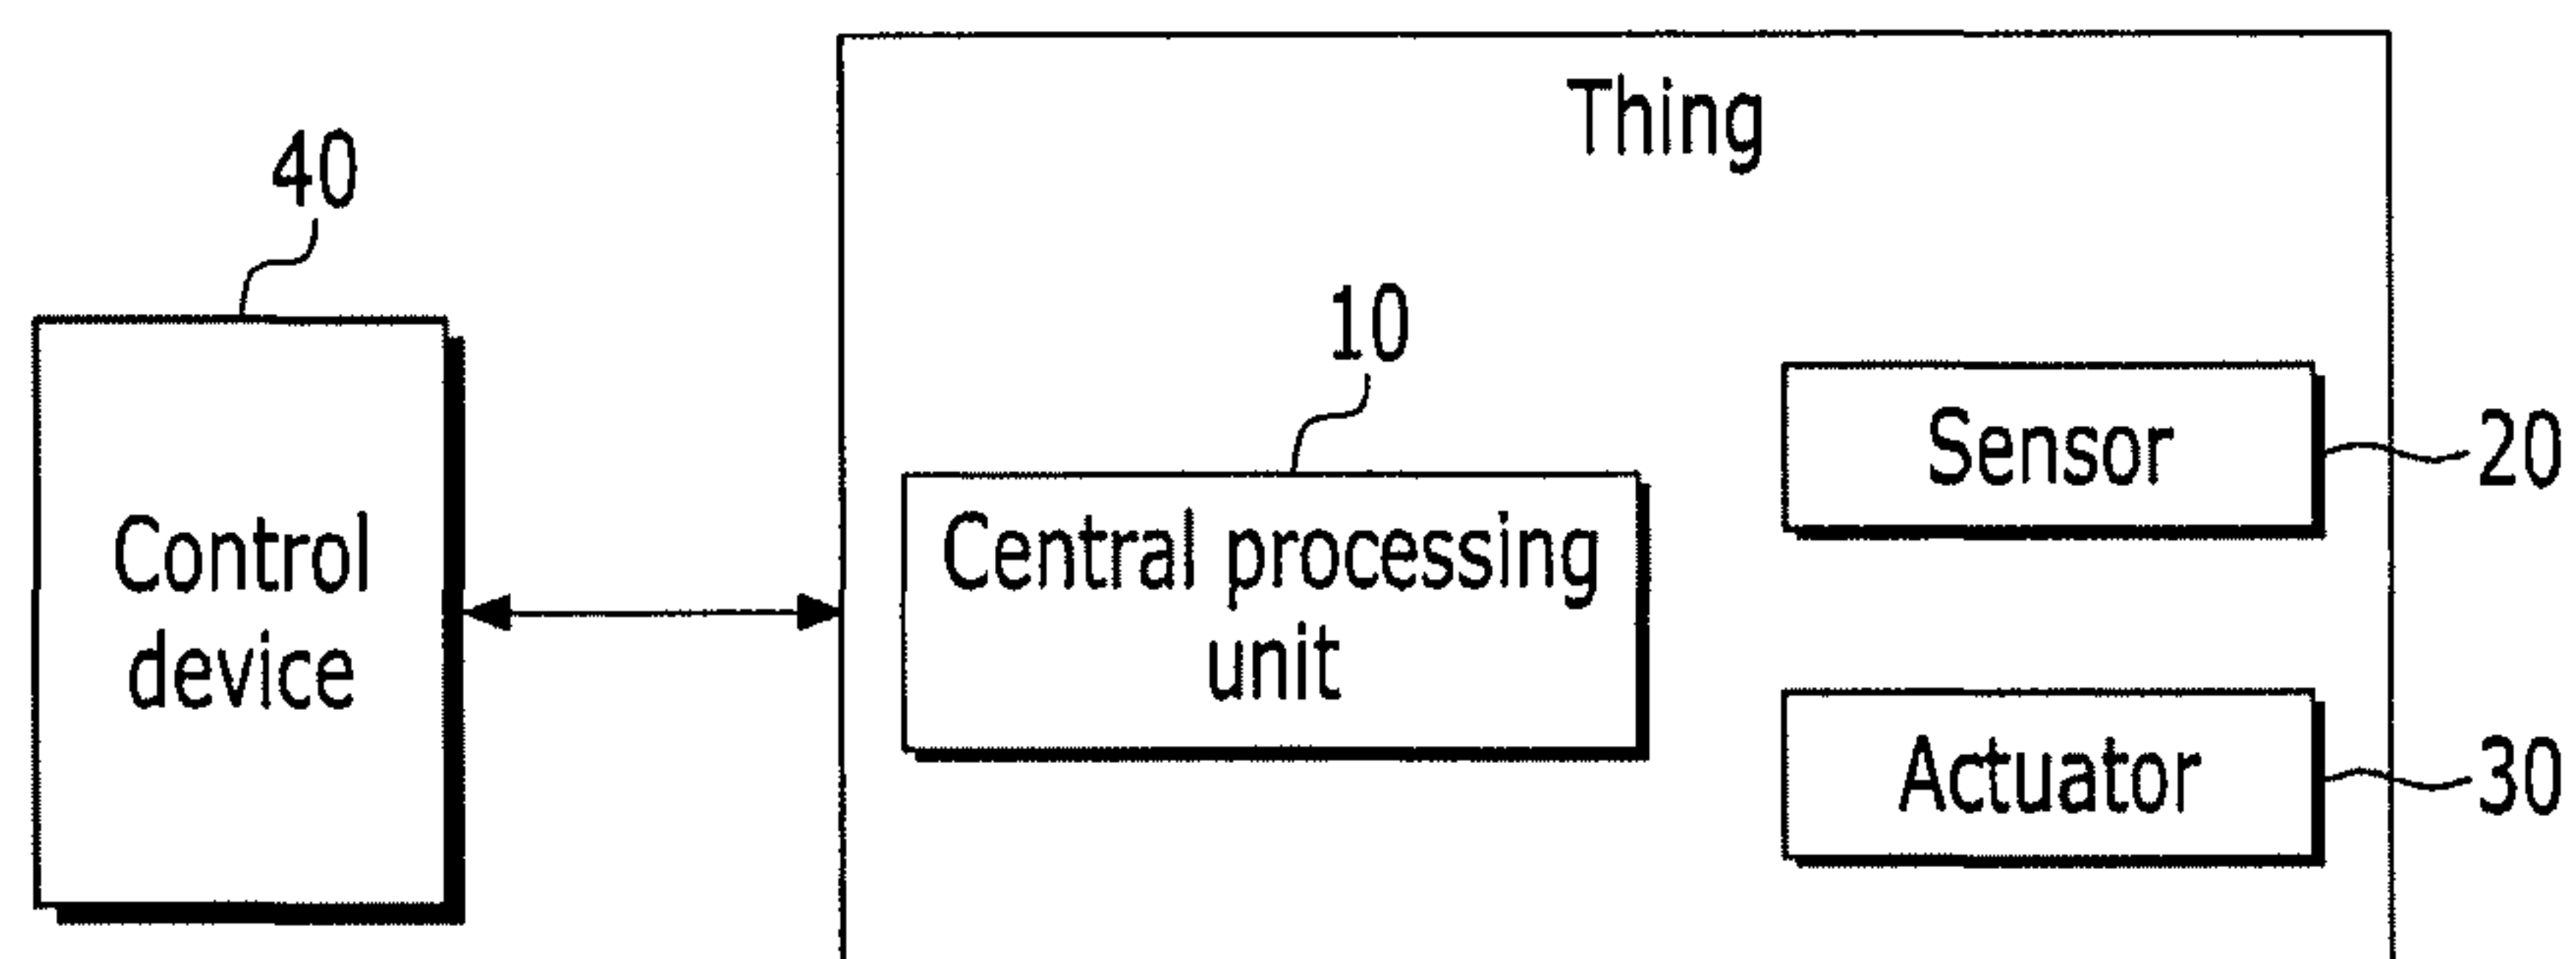 Thing
40
10
Sensor
20
Central processing
unit
Control
device
Actuator
30